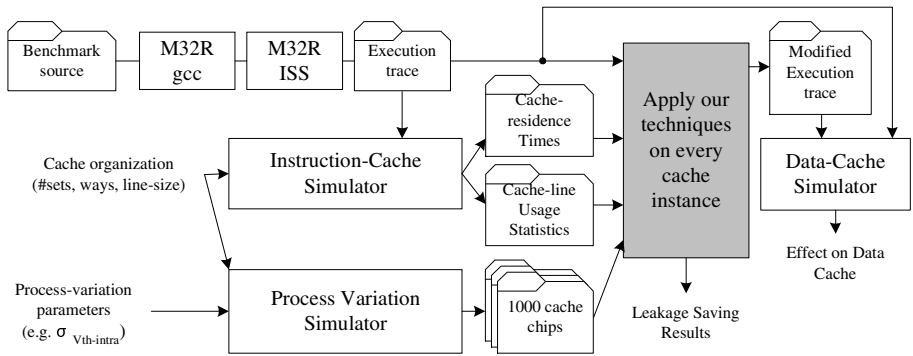 Benchmark
source
M32R
gcc
M32R
ISS
Execution
trace
Cache-
residence
Times
Apply our
techniques
on every
cache
instance
Modified
Execution
trace
Cache organization
(#sets, ways, line-size)
Instruction-Cache
Simulator
Cache-line
Usage
Statistics
Data-Cache
Simulator
Effect on Data
Cache
Process-variation
parameters
(e.g. σ Vth-intra)
Process Variation
Simulator
1000 cache
chips
Leakage Saving
Results